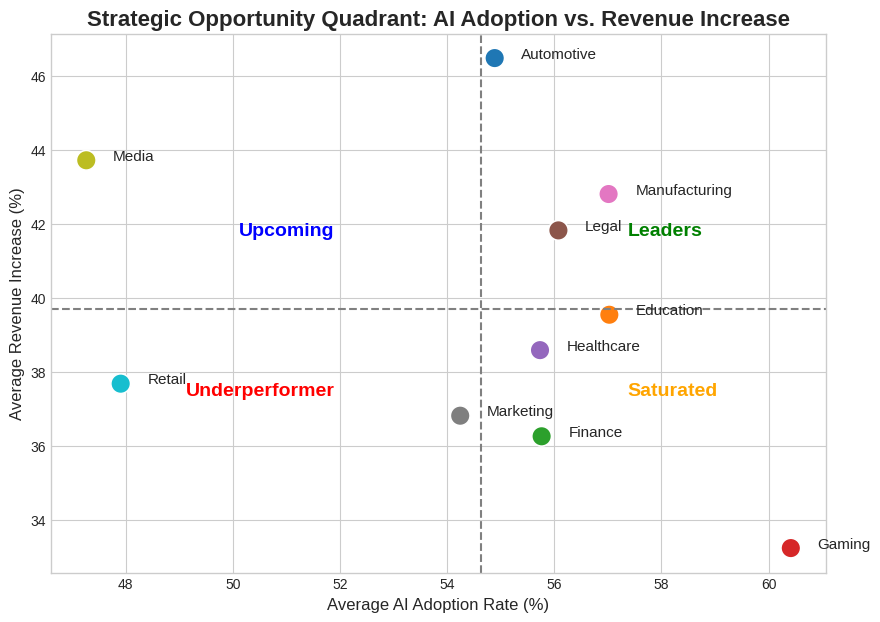 Strategic Opportunity Quadrant: AI Adoption vs. Revenue Increase
Automotive
46
Media
44
Manufacturing
42
Legal
Upcoming
Leaders
40
Education
Healthcare
38
Retail
Underperformer
Saturated
Marketing
Finance
36
34
Gaming
Average Revenue Increase (%)
48 50 52 54 56 58 60
Average AI Adoption Rate (%)